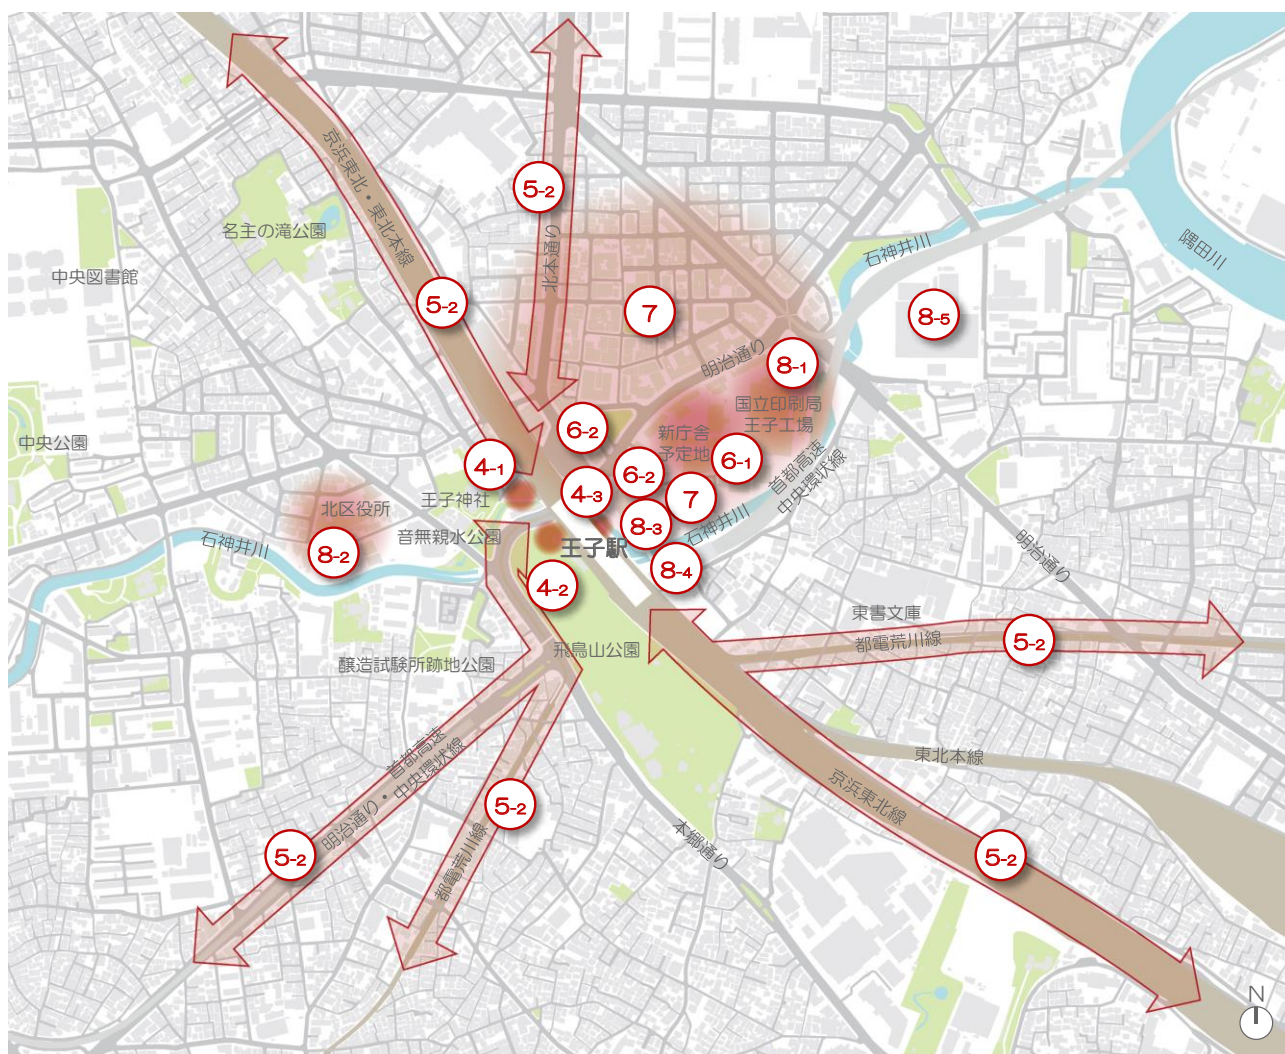 5-2
京浜東北・東北本線
名主の滝公園
北本通り
石神井川
隅田川
中央図書館
5-2
7
8-5
明治通り
8-1
国立印刷局
王子工場
6-2
新庁舎
予定地
中央公園
4-1
6-2
6-1
首都高速
中央環状線
4-3
7
王子神社
北区役所
8-3
石神井川
音無親水公園
王子駅
石神井川
8-2
8-4
明治通り
4-2
東書文庫
都電荒川線
5-2
飛鳥山公園
醸造試験所跡地公園
首都高速
中央環状線
明治通り・
東北本線
京浜東北線
5-2
都電荒川線
本郷通り
5-2
5-2
N